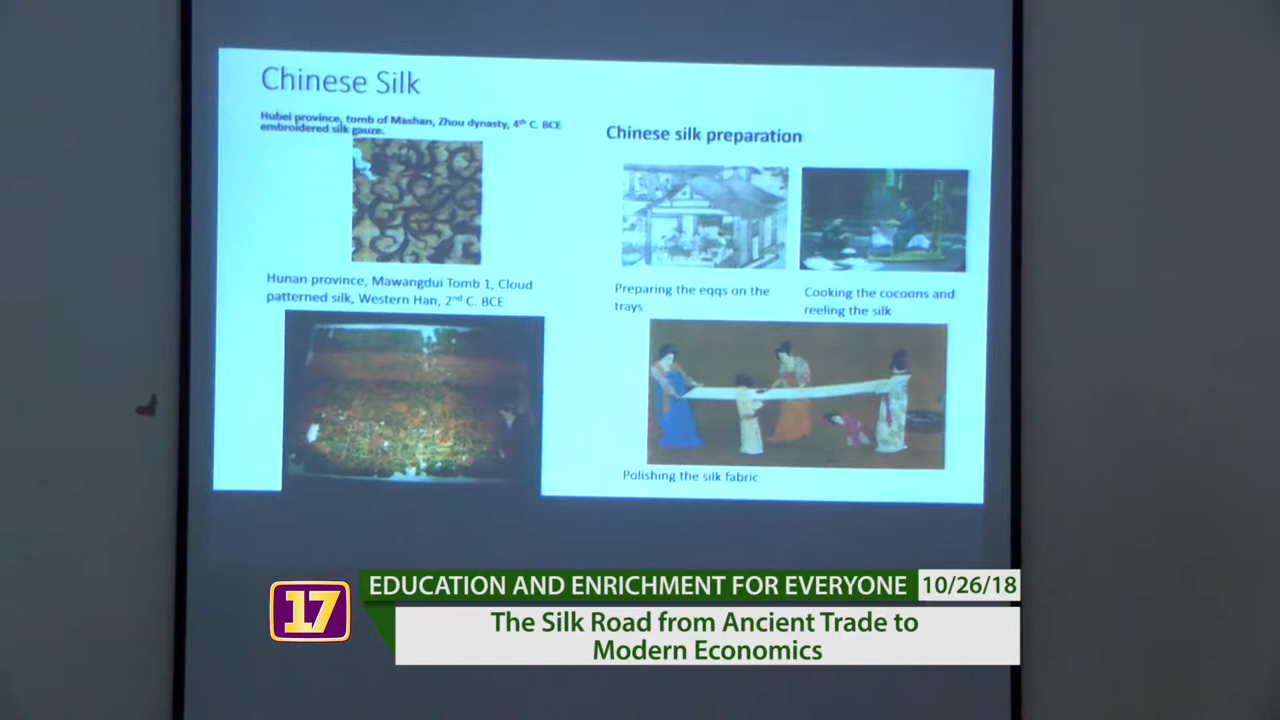 Chinese Silk
Hubei province, tomb of Mashan, Zhou dynasty, 4th C. BCE
embroidered silk gauze.
Hunan province, Mawangdui Tomb 1, Cloud
patterned silk, Western Han, 2nd C. BCE
Chinese silk preparation
Preparing the eqqs on the
trays
Cooking the cocoons and
reeling the silk
Polishing the silk fabric
17
EDUCATION AND ENRICHMENT FOR EVERYONE
10/26/18
The Silk Road from Ancient Trade to
Modern Economics